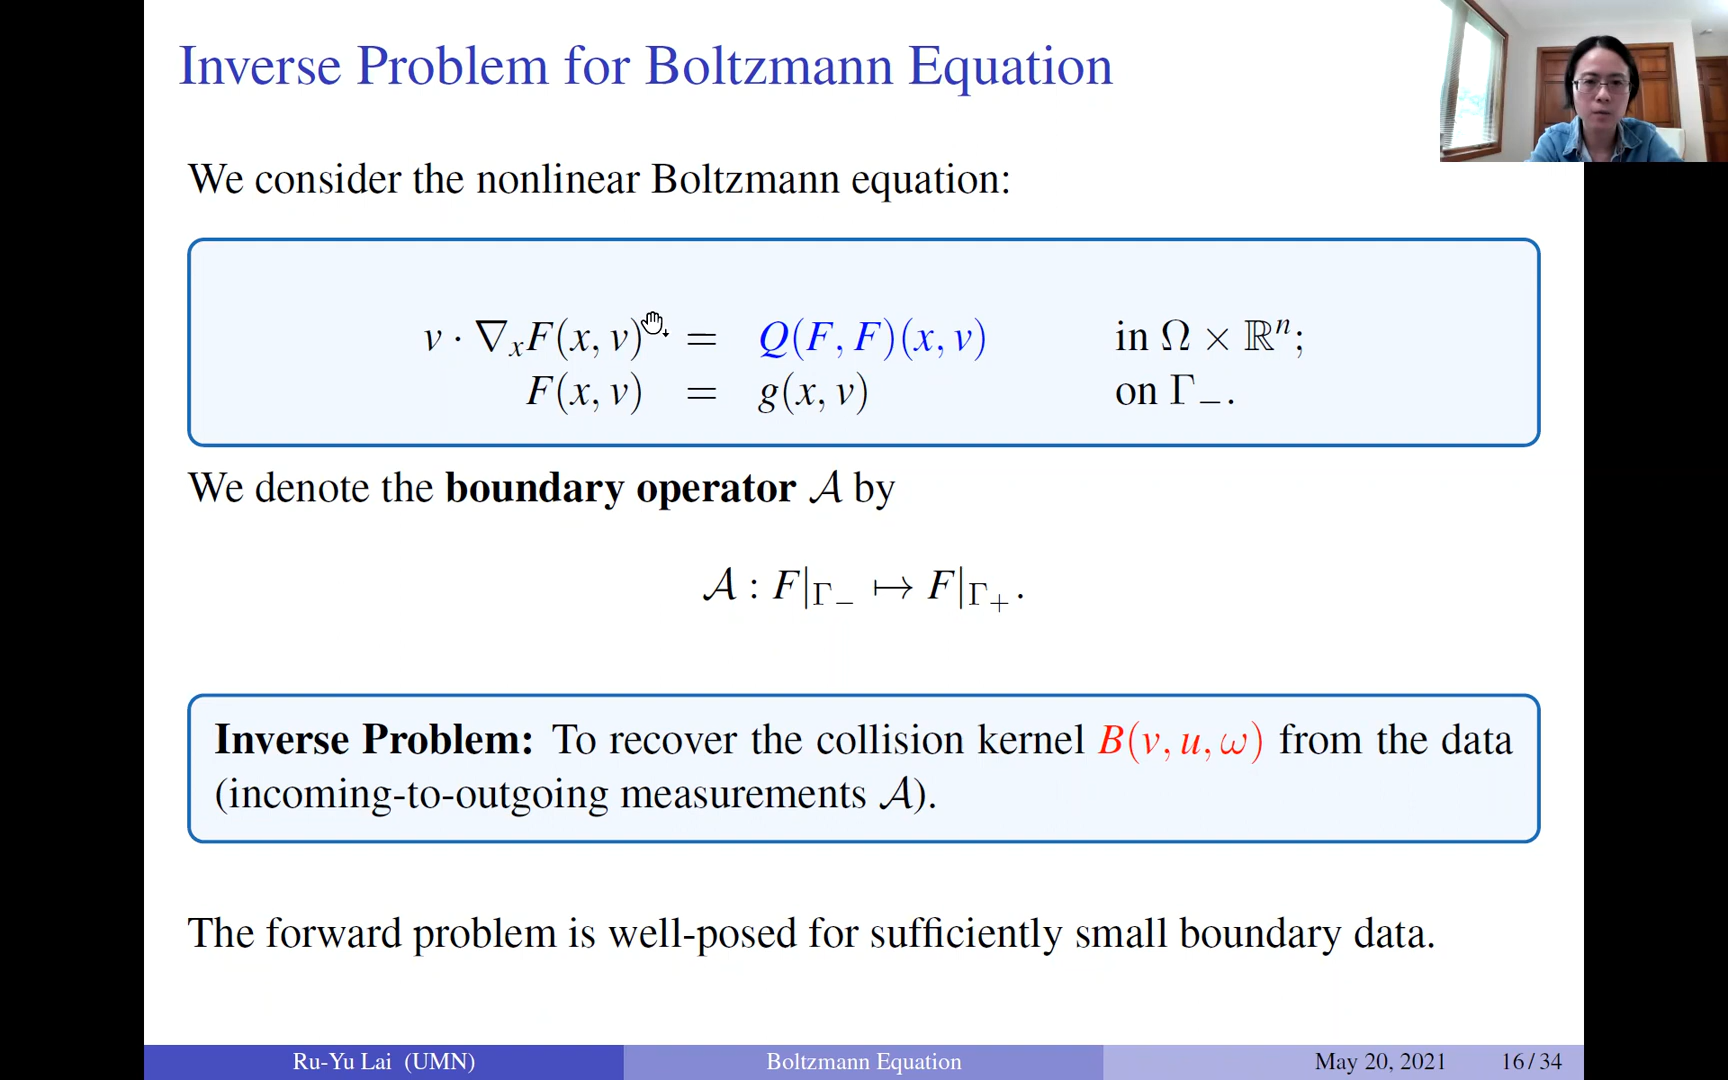 Inverse Problem for Boltzmann Equation
We consider the nonlinear Boltzmann equation:
v · ∇ₓF(x, v) = Q(F, F)(x, v) in Ω × ℝⁿ;
F(x, v) = g(x, v) on Γ₋.
We denote the boundary operator 𝒜 by
𝒜 : F|Γ₋ ↦ F|Γ₊.
Inverse Problem: To recover the collision kernel B(v, u, ω) from the data
(incoming-to-outgoing measurements 𝒜).
The forward problem is well-posed for sufficiently small boundary data.
Ru-Yu Lai (UMN) Boltzmann Equation May 20, 2021 16 / 34